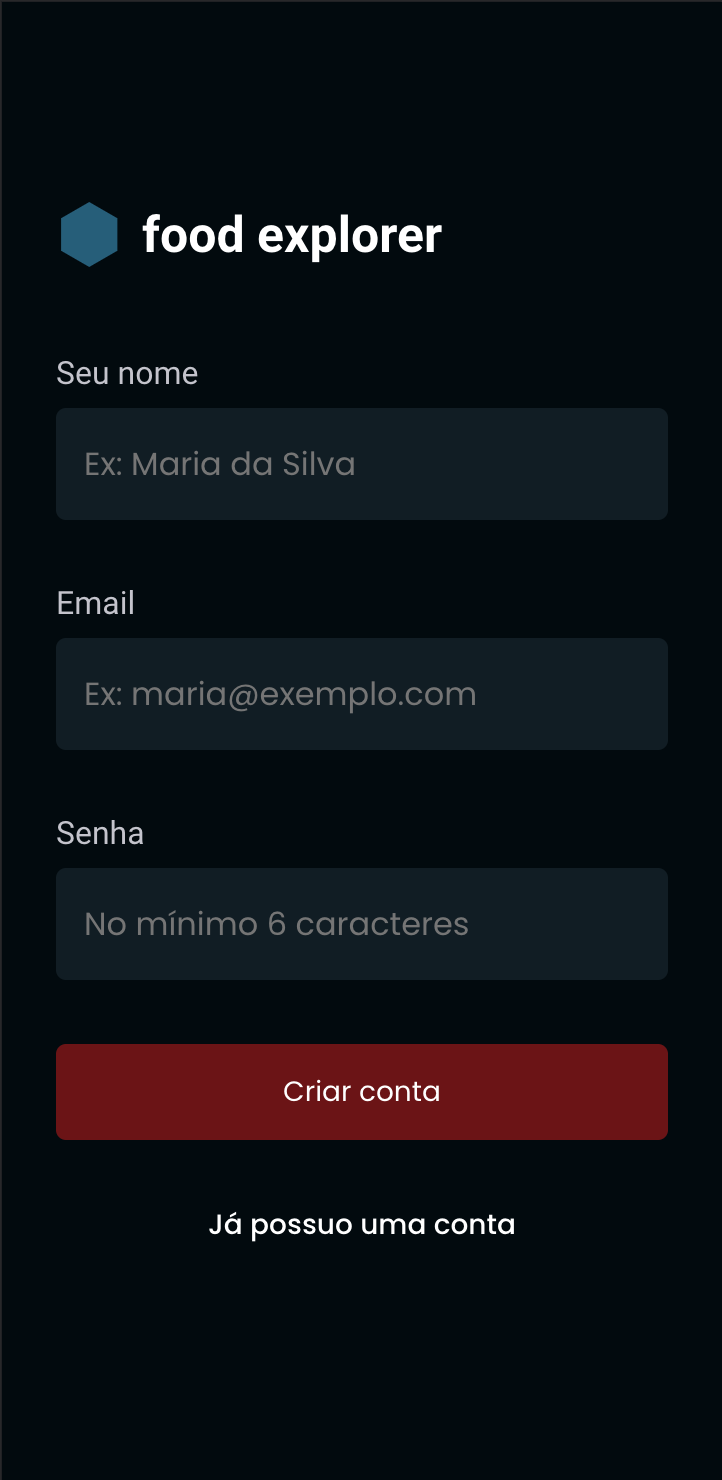 food explorer
Seu nome
Ex: Maria da Silva
Email
Ex: maria@exemplo.com
Senha
No mínimo 6 caracteres
Criar conta
Já possuo uma conta